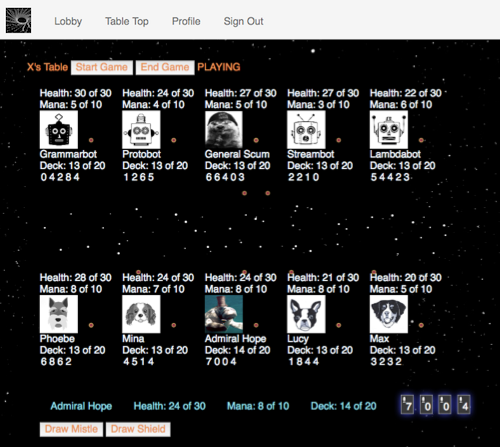 Lobby Table Top Profile Sign Out
X's Table Start Game End Game PLAYING
Health: 30 of 30 Health: 24 of 30 Health: 27 of 30 Health: 27 of 30 Health: 22 of 30
Mana: 5 of 10 Mana: 4 of 10 Mana: 5 of 10 Mana: 3 of 10 Mana: 6 of 10
Grammarbot Protobot General Scum Streambot Lambdabot
Deck: 13 of 20 Deck: 13 of 20 Deck: 13 of 20 Deck: 13 of 20 Deck: 13 of 20
0 4 2 8 4 1 2 6 5 6 6 4 0 3 2 2 1 0 5 4 4 2 3
Health: 28 of 30 Health: 24 of 30 Health: 24 of 30 Health: 21 of 30 Health: 20 of 30
Mana: 8 of 10 Mana: 7 of 10 Mana: 8 of 10 Mana: 8 of 10 Mana: 5 of 10
Phoebe Mina Admiral Hope Lucy Max
Deck: 13 of 20 Deck: 13 of 20 Deck: 14 of 20 Deck: 13 of 20 Deck: 13 of 20
6 8 6 2 4 5 1 4 7 0 0 4 1 8 4 4 3 2 3 2
Admiral Hope Health: 24 of 30 Mana: 8 of 10 Deck: 14 of 20 7 0 0 4
Draw Mistle Draw Shield